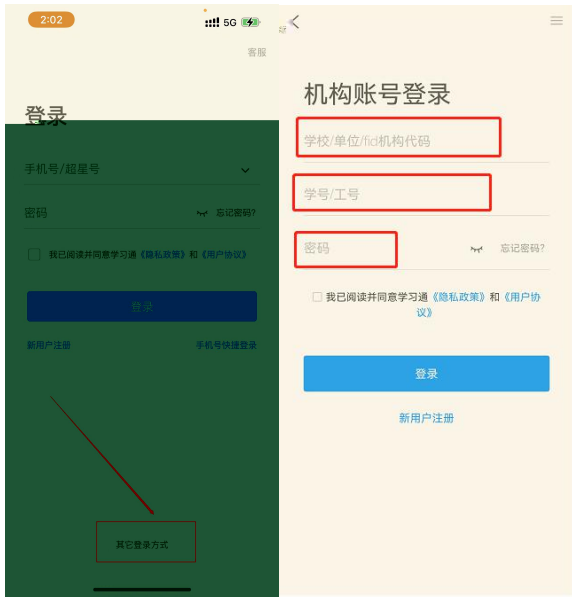 2:02
5G
客服
登录
手机号/超星号
密码
忘记密码?
我已阅读并同意学习通《隐私政策》和《用户协议》
登录
新用户注册
手机号快捷登录
其它登录方式
机构账号登录
学校/单位/fid机构代码
学号/工号
密码
忘记密码?
我已阅读并同意学习通《隐私政策》和《用户协
议》
登录
新用户注册